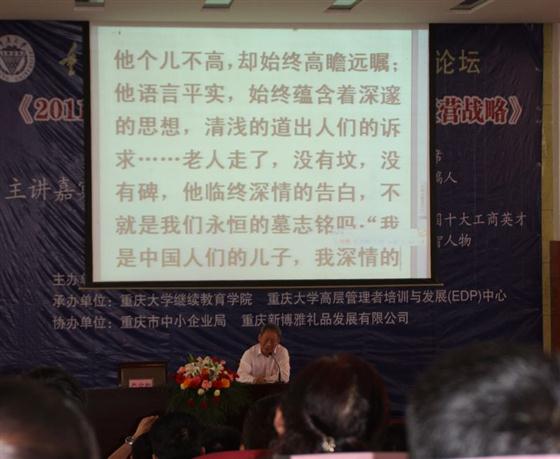 他个儿不高，却始终高瞻远瞩；
他语言平实，始终蕴含着深邃
的思想，清浅的道出人们的诉
求……老人走了，没有坟，没
有碑，他临终深情的告白，不
就是我们永恒的墓志铭吗.“我
是中国人们的儿子，我深情的
论坛
《2011
营战略》
主讲嘉宾
人
国十大工商英才
人物
主办
承办单位：重庆大学继续教育学院 重庆大学高层管理者培训与发展(EDP)中心
协办单位：重庆市中小企业局 重庆新博雅礼品发展有限公司